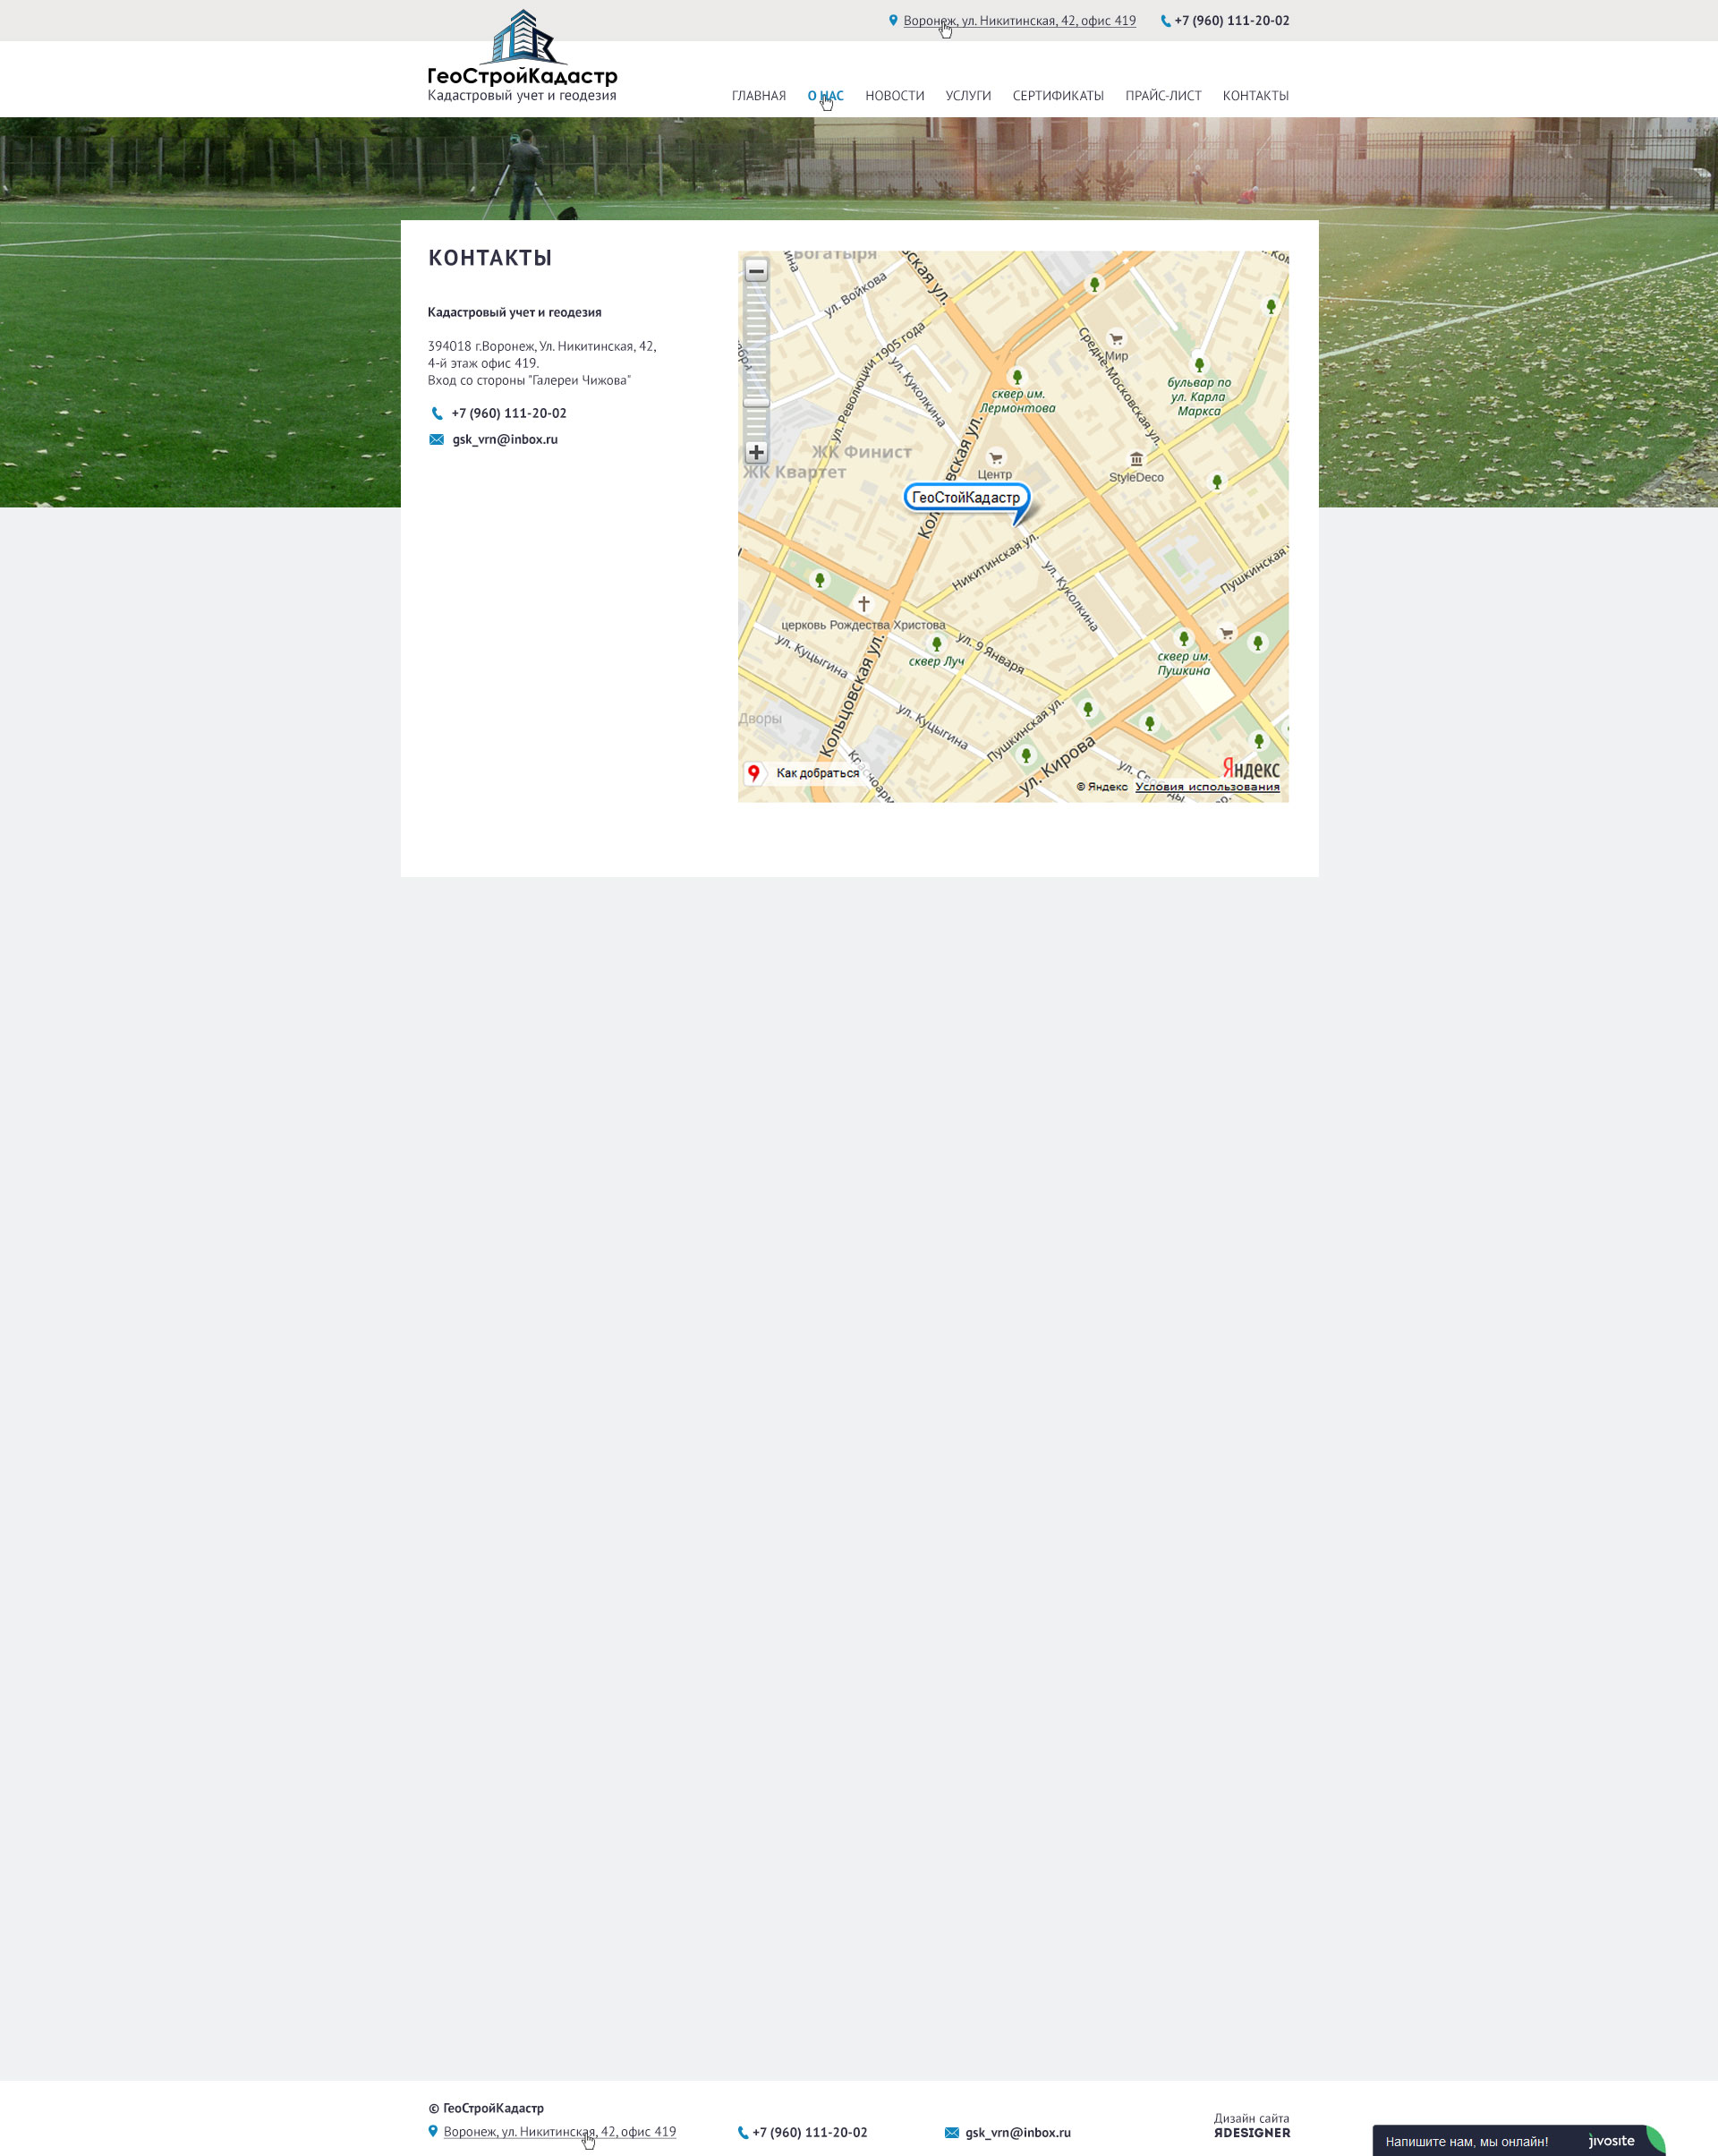 Воронеж, ул. Никитинская, 42, офис 419
+7 (960) 111-20-02
ГеоСтройКадастр
Кадастровый учет и геодезия
ГЛАВНАЯ
О НАС
НОВОСТИ
УСЛУГИ
СЕРТИФИКАТЫ
ПРАЙС-ЛИСТ
КОНТАКТЫ
КОНТАКТЫ
Кадастровый учет и геодезия
394018 г.Воронеж, Ул. Никитинская, 42,
4-й этаж офис 419.
Вход со стороны "Галереи Чижова"
+7 (960) 111-20-02
gsk_vrn@inbox.ru
Богатыря
ул. Войкова
ул. Революции 1905 года
ул. Куколкина
Средне-Московская ул.
Мир
сквер им.
Лермонтова
бульвар по
ул. Карла
Маркса
ЖК Финист
ЖК Квартет
Центр
StyleDeco
ГеоСтойКадастр
Никитинская ул.
ул. Куколкина
Пушкинская ул.
церковь Рождества Христова
ул. 9 Января
сквер Луч
сквер им.
Пушкина
ул. Куцыгина
Кольцовская ул.
ул. Куцыгина
Пушкинская ул.
Дворы
ул. Кирова
Как добраться
Яндекс
© Яндекс
Условия использования
© ГеоСтройКадастр
Воронеж, ул. Никитинская, 42, офис 419
+7 (960) 111-20-02
gsk_vrn@inbox.ru
Дизайн сайта
ЯDESIGNER
Напишите нам, мы онлайн!
jivosite